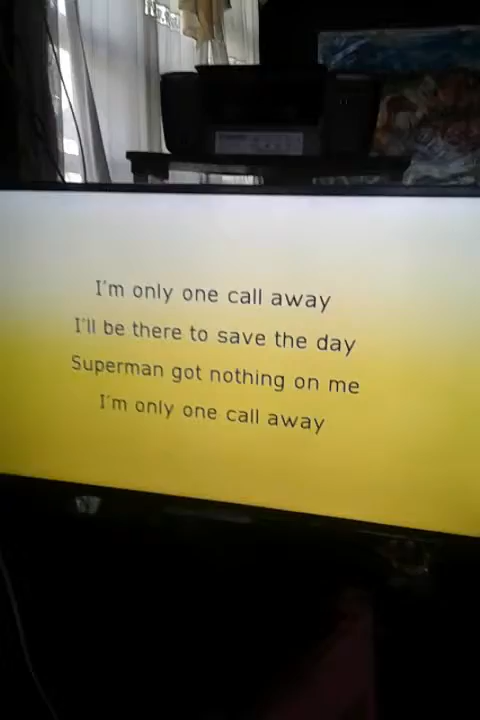 I'm only one call away
I'll be there to save the day
Superman got nothing on me
I'm only one call away